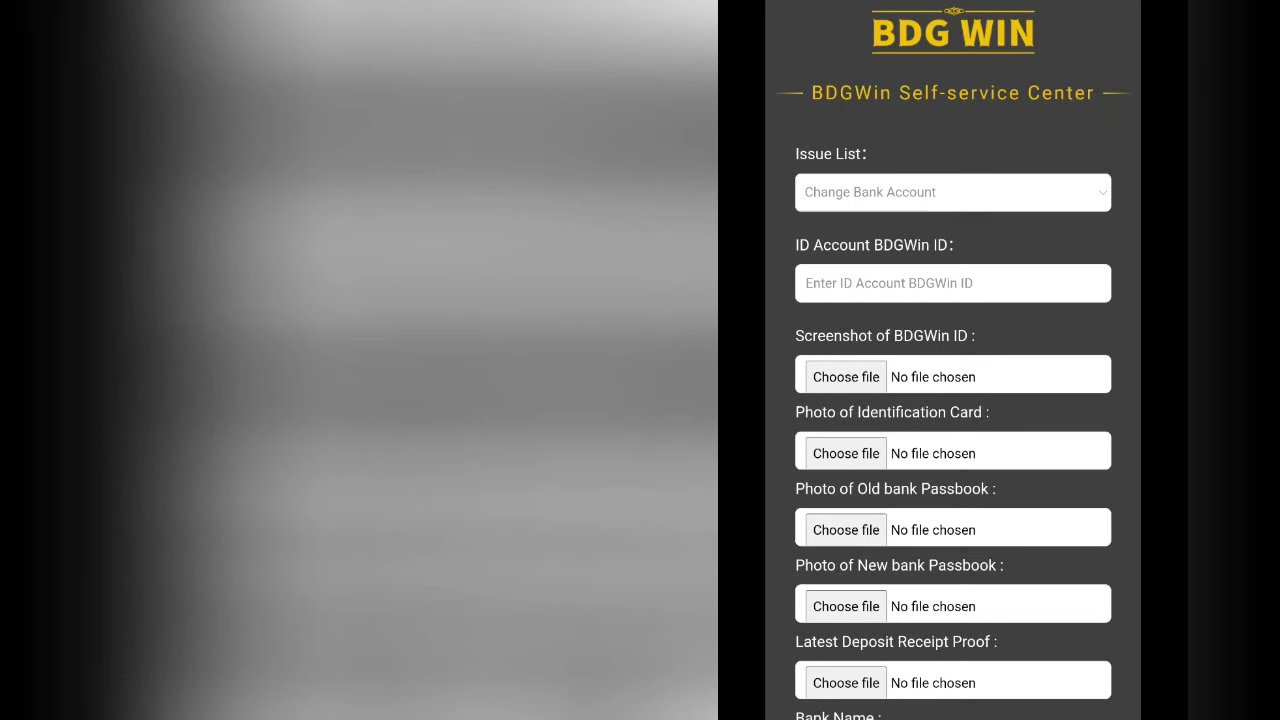 BDG WIN
BDGWin Self-service Center
Issue List:
Change Bank Account
ID Account BDGWin ID:
Enter ID Account BDGWin ID
Screenshot of BDGWin ID :
Choose file No file chosen
Photo of Identification Card :
Choose file No file chosen
Photo of Old bank Passbook :
Choose file No file chosen
Photo of New bank Passbook :
Choose file No file chosen
Latest Deposit Receipt Proof :
Choose file No file chosen
Bank Name :